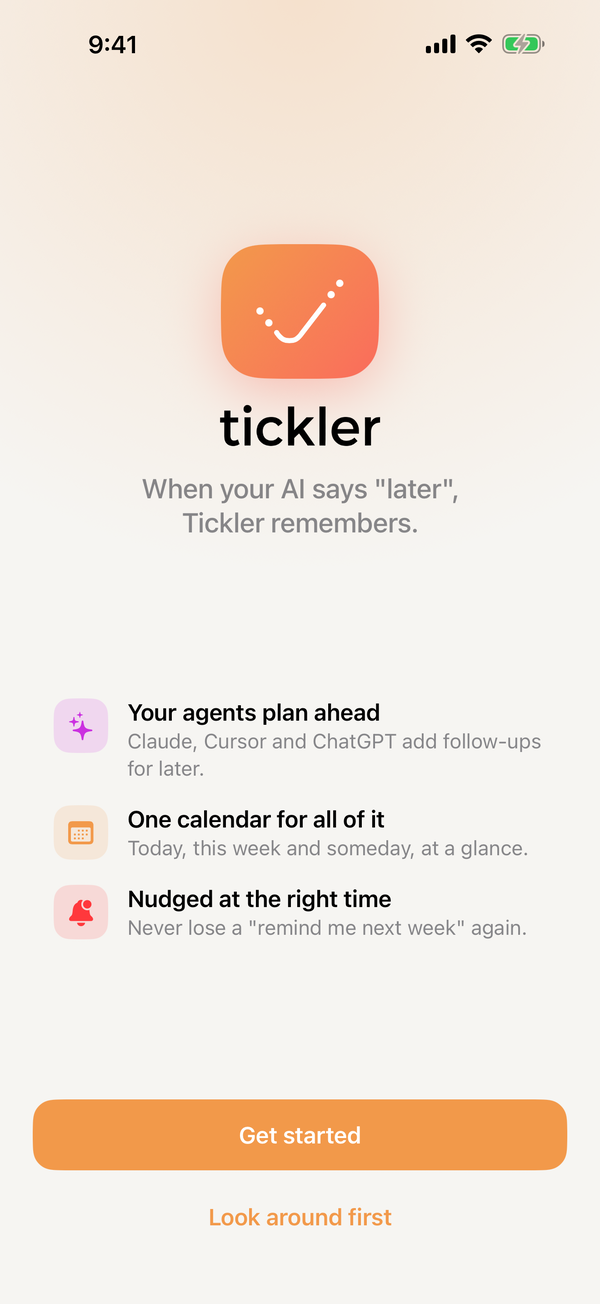 9:41
tickler
When your AI says "later",
Tickler remembers.
Your agents plan ahead
Claude, Cursor and ChatGPT add follow-ups
for later.
One calendar for all of it
Today, this week and someday, at a glance.
Nudged at the right time
Never lose a "remind me next week" again.
Get started
Look around first